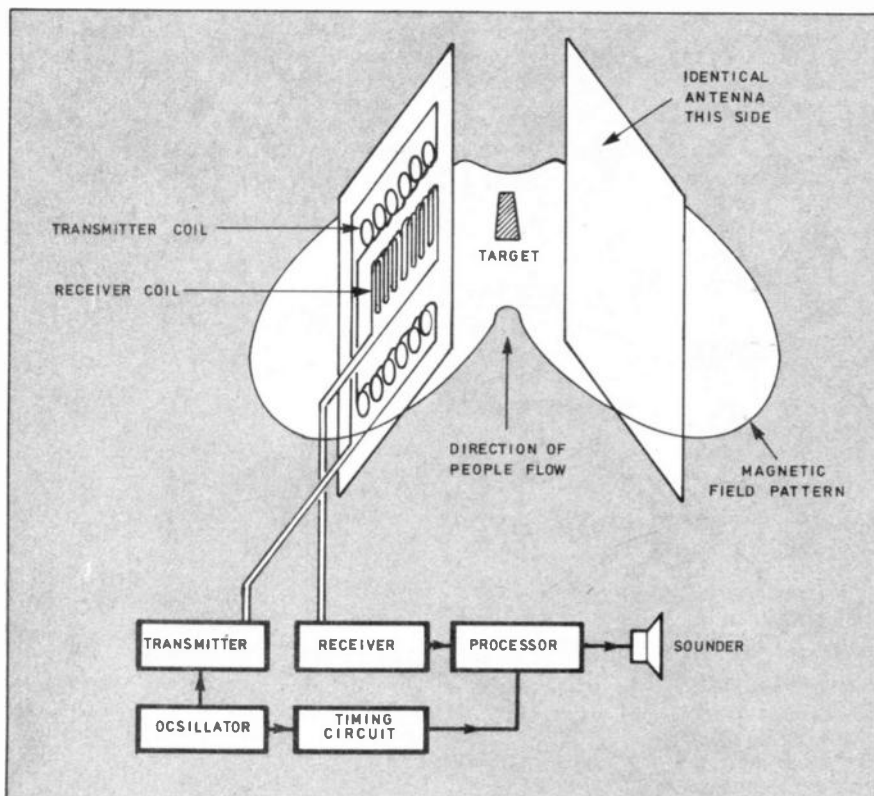 IDENTICAL
ANTENNA
THIS SIDE
TRANSMITTER COIL
TARGET
RECEIVER COIL
DIRECTION OF
PEOPLE FLOW
MAGNETIC
FIELD PATTERN
TRANSMITTER
RECEIVER
PROCESSOR
SOUNDER
OCSILLATOR
TIMING
CIRCUIT